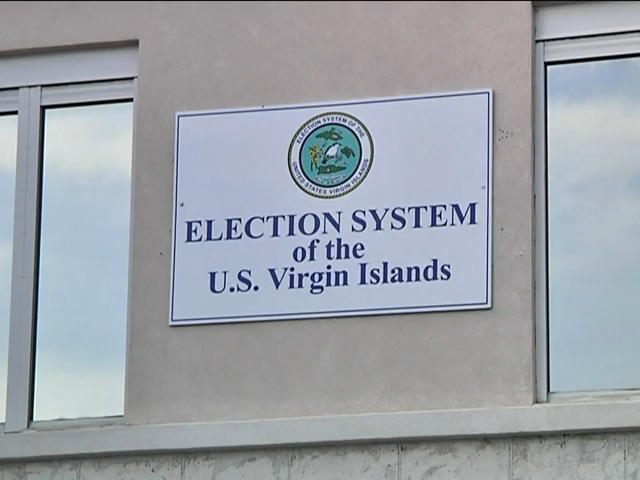 ELECTION SYSTEM OF THE
UNITED STATES VIRGIN ISLANDS
ELECTION SYSTEM
of the
U.S. Virgin Islands